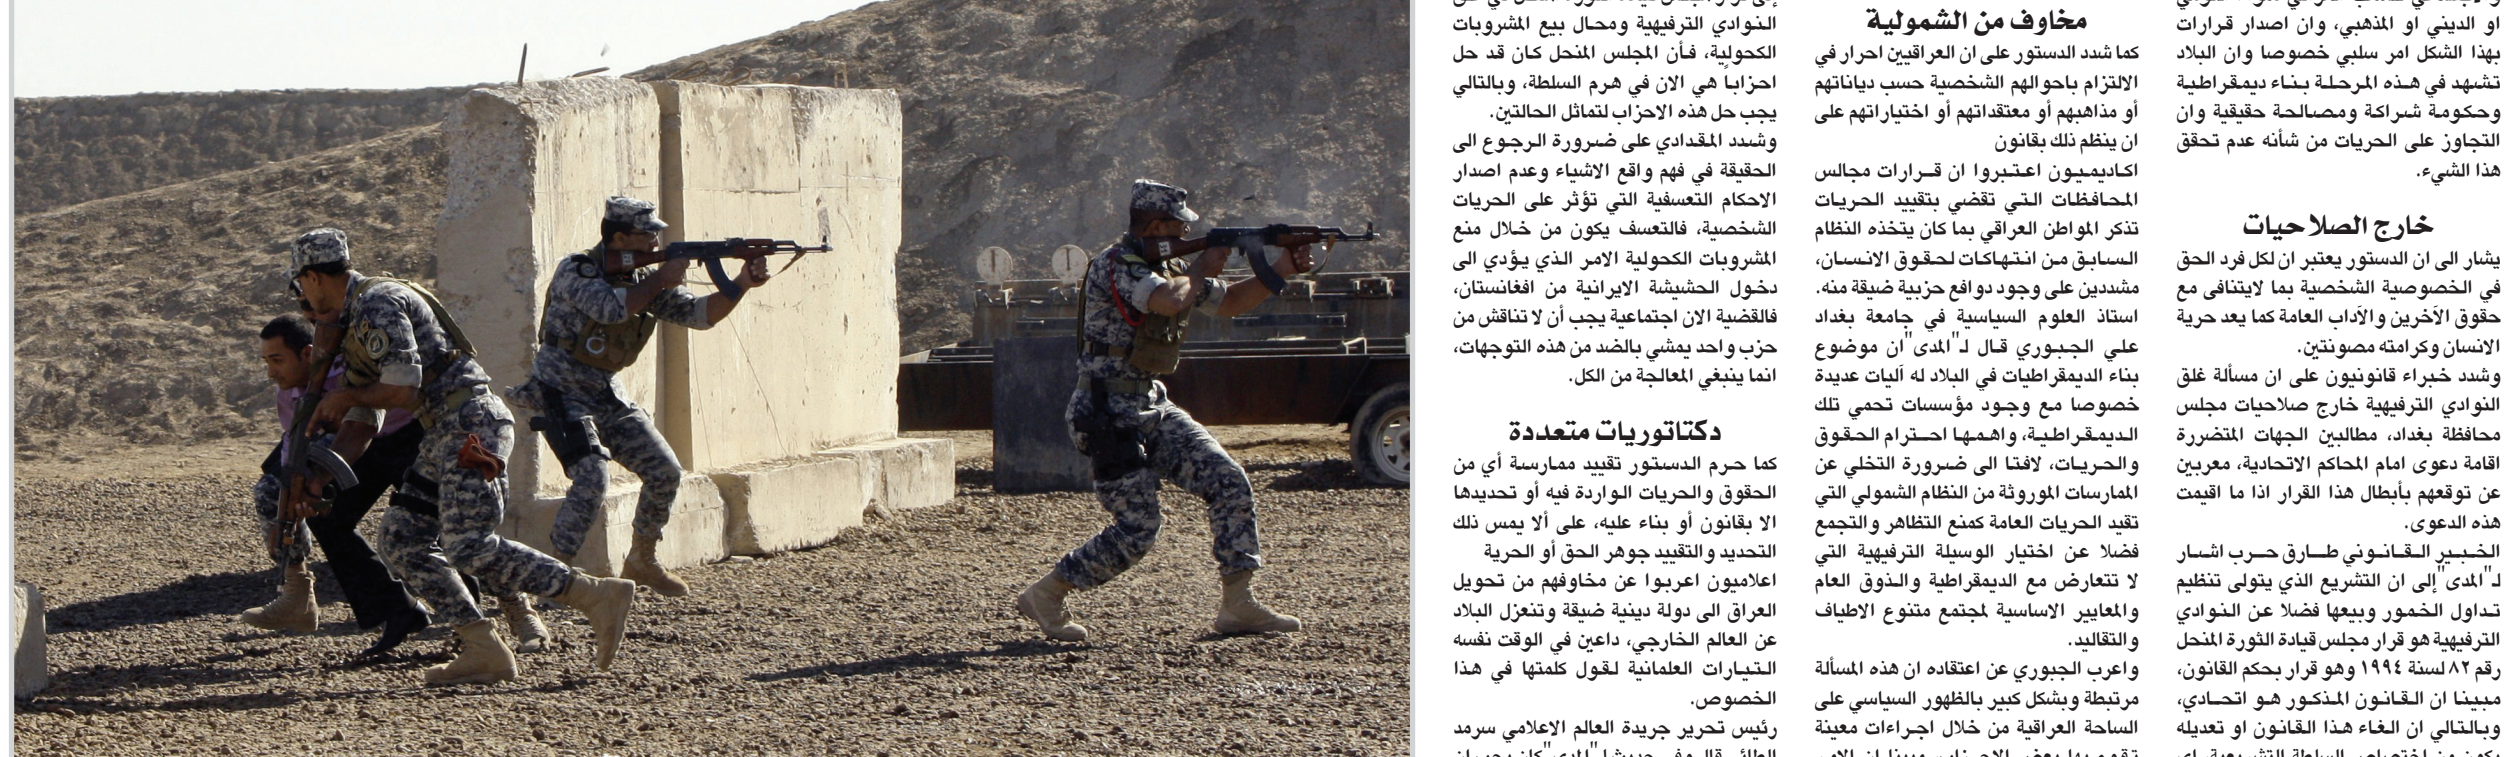 او الديني او المذهبي، وان اصدار قرارات
بهذا الشكل امر سلبي خصوصا وان البلاد
تشهد في هذه المرحلة بناء ديمقراطية
وحكومة شراكة ومصالحة حقيقية وان
التجاوز على الحريات من شأنه عدم تحقق
هذا الشيء.
خارج الصلاحيات
يشار الى ان الدستور يعتبر ان لكل فرد الحق
في الخصوصية الشخصية بما لايتنافى مع
حقوق الآخرين والآداب العامة كما يعد حرية
الانسان وكرامته مصونتين.
وشدد خبراء قانونيون على ان مسألة غلق
النوادي الترفيهية خارج صلاحيات مجلس
محافظة بغداد، مطالبين الجهات المتضررة
اقامة دعوى امام المحاكم الاتحادية، معربين
عن توقعهم بأبطال هذا القرار اذا ما اقيمت
هذه الدعوى.
الخبير القانوني طارق حرب اشار
لـ"المدى" إلى ان التشريع الذي يتولى تنظيم
تداول الخمور وبيعها فضلا عن النوادي
الترفيهية هو قرار مجلس قيادة الثورة المنحل
رقم ٨٢ لسنة ١٩٩٤ وهو قرار بحكم القانون،
مبينا ان القانون المذكور هو اتحادي،
وبالتالي ان الغاء هذا القانون او تعديله
مخاوف من الشمولية
كما شدد الدستور على ان العراقيين احرار في
الالتزام باحوالهم الشخصية حسب دياناتهم
أو مذاهبهم أو معتقداتهم أو اختياراتهم على
ان ينظم ذلك بقانون
اكاديميون اعتبروا ان قرارات مجالس
المحافظات التي تقضي بتقييد الحريات
تذكر المواطن العراقي بما كان يتخذه النظام
السابق من انتهاكات لحقوق الانسان،
مشددين على وجود دوافع حزبية ضيقة منه.
استاذ العلوم السياسية في جامعة بغداد
علي الجبوري قال لـ"المدى"ان موضوع
بناء الديمقراطيات في البلاد له آليات عديدة
خصوصا مع وجود مؤسسات تحمي تلك
الديمقراطية، واهمها احترام الحقوق
والحريات، لافتا الى ضرورة التخلي عن
الممارسات الموروثة من النظام الشمولي التي
تقيد الحريات العامة كمنع التظاهر والتجمع
فضلا عن اختيار الوسيلة الترفيهية التي
لا تتعارض مع الديمقراطية والذوق العام
والمعايير الاساسية لمجتمع متنوع الاطياف
والتقاليد.
واعرب الجبوري عن اعتقاده ان هذه المسألة
مرتبطة وبشكل كبير بالظهور السياسي على
الساحة العراقية من خلال اجراءات معينة
النوادي الترفيهية ومحال بيع المشروبات
الكحولية، فأن المجلس المنحل كان قد حل
احزاباً هي الان في هرم السلطة، وبالتالي
يجب حل هذه الاحزاب لتماثل الحالتين.
وشدد المقدادي على ضرورة الرجوع الى
الحقيقة في فهم واقع الاشياء وعدم اصدار
الاحكام التعسفية التي تؤثر على الحريات
الشخصية، فالتعسف يكون من خلال منع
المشروبات الكحولية الامر الذي يؤدي الى
دخول الحشيشة الايرانية من افغانستان،
فالقضية الان اجتماعية يجب أن لا تناقش من
حزب واحد يمشي بالضد من هذه التوجهات،
انما ينبغي المعالجة من الكل.
دكتاتوريات متعددة
كما حرم الدستور تقييد ممارسة أي من
الحقوق والحريات الواردة فيه أو تحديدها
الا بقانون أو بناء عليه، على ألا يمس ذلك
التحديد والتقييد جوهر الحق أو الحرية
اعلاميون اعربوا عن مخاوفهم من تحويل
العراق الى دولة دينية ضيقة وتنعزل البلاد
عن العالم الخارجي، داعين في الوقت نفسه
التيارات العلمانية لقول كلمتها في هذا
الخصوص.
رئيس تحرير جريدة العالم الاعلامي سرمد